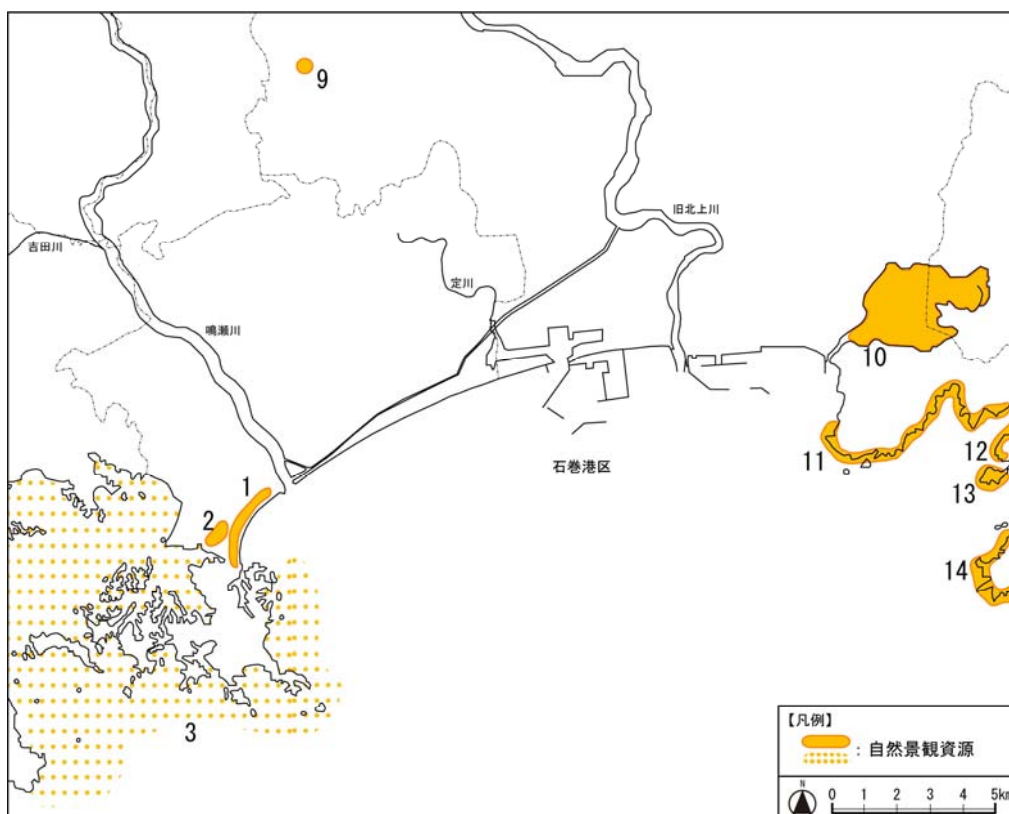 9
旧北上川
吉田川
定川
鳴瀬川
10
11
12
石巻港区
13
1
2
14
3
【凡例】
：自然景観資源
N
0 1 2 3 4 5km